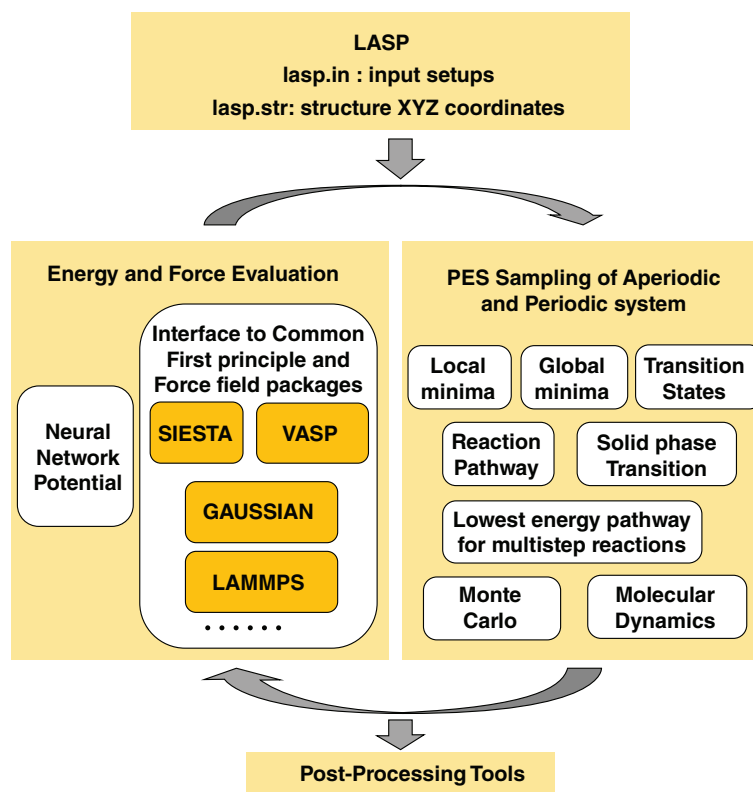 LASP
lasp.in : input setups
lasp.str: structure XYZ coordinates
Energy and Force Evaluation
Neural
Network
Potential
Interface to Common
First principle and
Force field packages
SIESTA
VASP
GAUSSIAN
LAMMPS
. . . . . .
PES Sampling of Aperiodic
and Periodic system
Local
minima
Global
minima
Transition
States
Reaction
Pathway
Solid phase
Transition
Lowest energy pathway
for multistep reactions
Monte
Carlo
Molecular
Dynamics
Post-Processing Tools